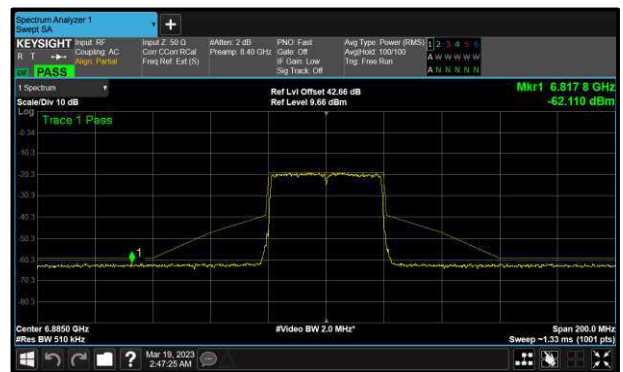 Spectrum Analyzer 1
Swept SA
+
KEYSIGHT Input: RF Input Z: 50 Ω #Atten: 2 dB PNO: Fast Avg Type: Power (RMS) 1 2 3 4 5 6
R T Coupling: AC Corr CCorr RCal Preamp: 8.40 GHz Gate: Off Avg|Hold: 100/100 A W W W W W
Align: Partial Freq Ref: Ext (S) IF Gain: Low Trig: Free Run
PASS Sig Track: Off A N N N N N
1 Spectrum Ref Lvl Offset 42.66 dB Mkr1 6.817 8 GHz
Scale/Div 10 dB Ref Level 9.66 dBm -62.110 dBm
Log Trace 1 Pass
-0.34
-10.3
-20.3
-30.3
-40.3
-50.3
1
-60.3
-70.3
-80.3
Center 6.8850 GHz #Video BW 2.0 MHz* Span 200.0 MHz
#Res BW 510 kHz Sweep ~1.33 ms (1001 pts)
? Mar 19, 2023
2:47:25 AM